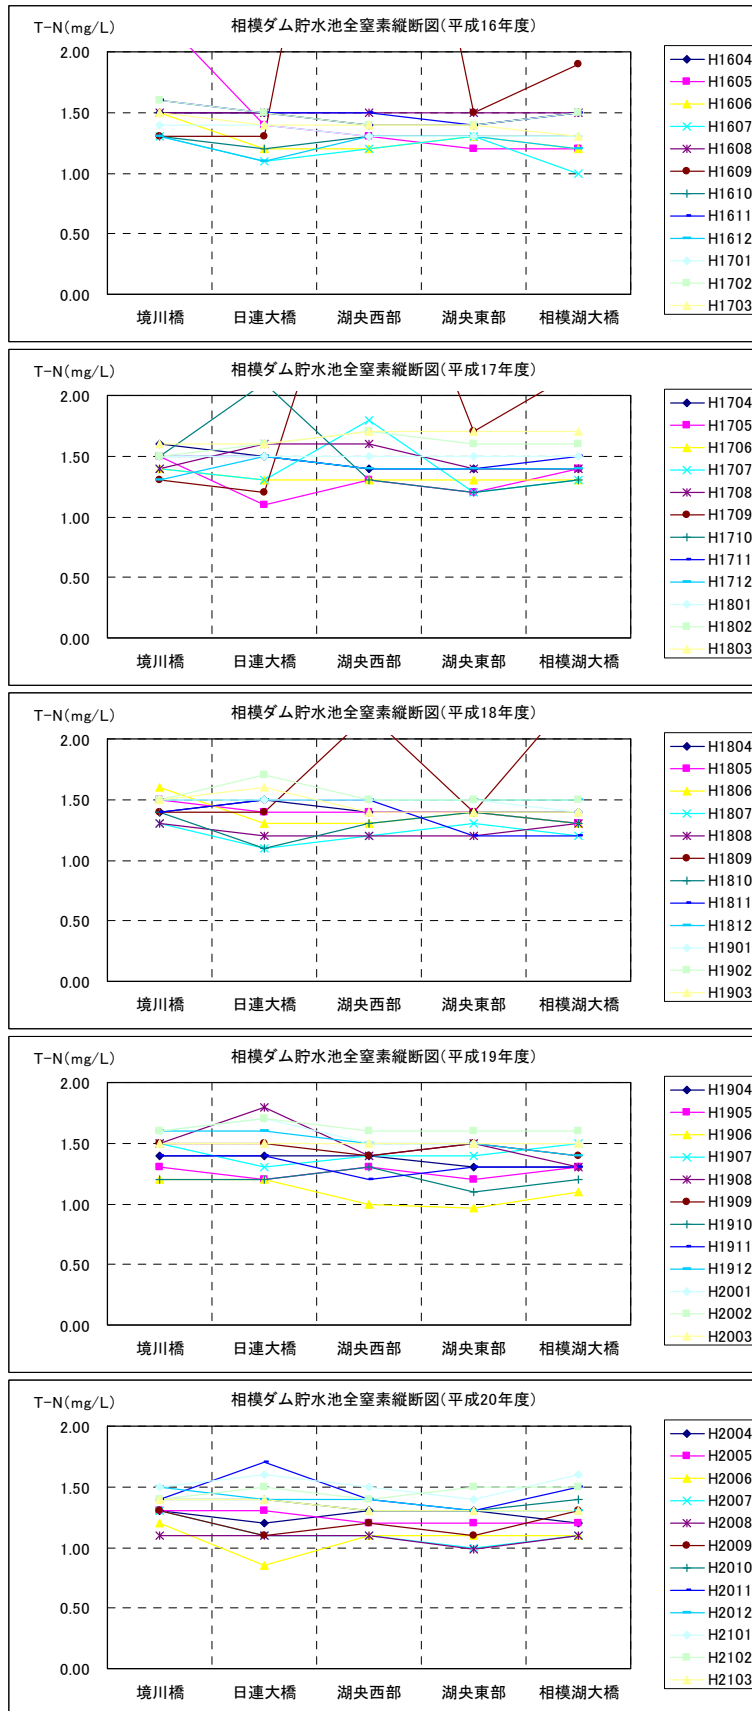 T-N(mg/L) 相模ダム貯水池全窒素縦断図(平成16年度)
2.00
1.50
1.00
0.50
0.00
境川橋 日連大橋 湖央西部 湖央東部 相模湖大橋
H1604
H1605
H1606
H1607
H1608
H1609
H1610
H1611
H1612
H1701
H1702
H1703
T-N(mg/L) 相模ダム貯水池全窒素縦断図(平成17年度)
2.00
1.50
1.00
0.50
0.00
境川橋 日連大橋 湖央西部 湖央東部 相模湖大橋
H1704
H1705
H1706
H1707
H1708
H1709
H1710
H1711
H1712
H1801
H1802
H1803
T-N(mg/L) 相模ダム貯水池全窒素縦断図(平成18年度)
2.00
1.50
1.00
0.50
0.00
境川橋 日連大橋 湖央西部 湖央東部 相模湖大橋
H1804
H1805
H1806
H1807
H1808
H1809
H1810
H1811
H1812
H1901
H1902
H1903
T-N(mg/L) 相模ダム貯水池全窒素縦断図(平成19年度)
2.00
1.50
1.00
0.50
0.00
境川橋 日連大橋 湖央西部 湖央東部 相模湖大橋
H1904
H1905
H1906
H1907
H1908
H1909
H1910
H1911
H1912
H2001
H2002
H2003
T-N(mg/L) 相模ダム貯水池全窒素縦断図(平成20年度)
2.00
1.50
1.00
0.50
0.00
境川橋 日連大橋 湖央西部 湖央東部 相模湖大橋
H2004
H2005
H2006
H2007
H2008
H2009
H2010
H2011
H2012
H2101
H2102
H2103